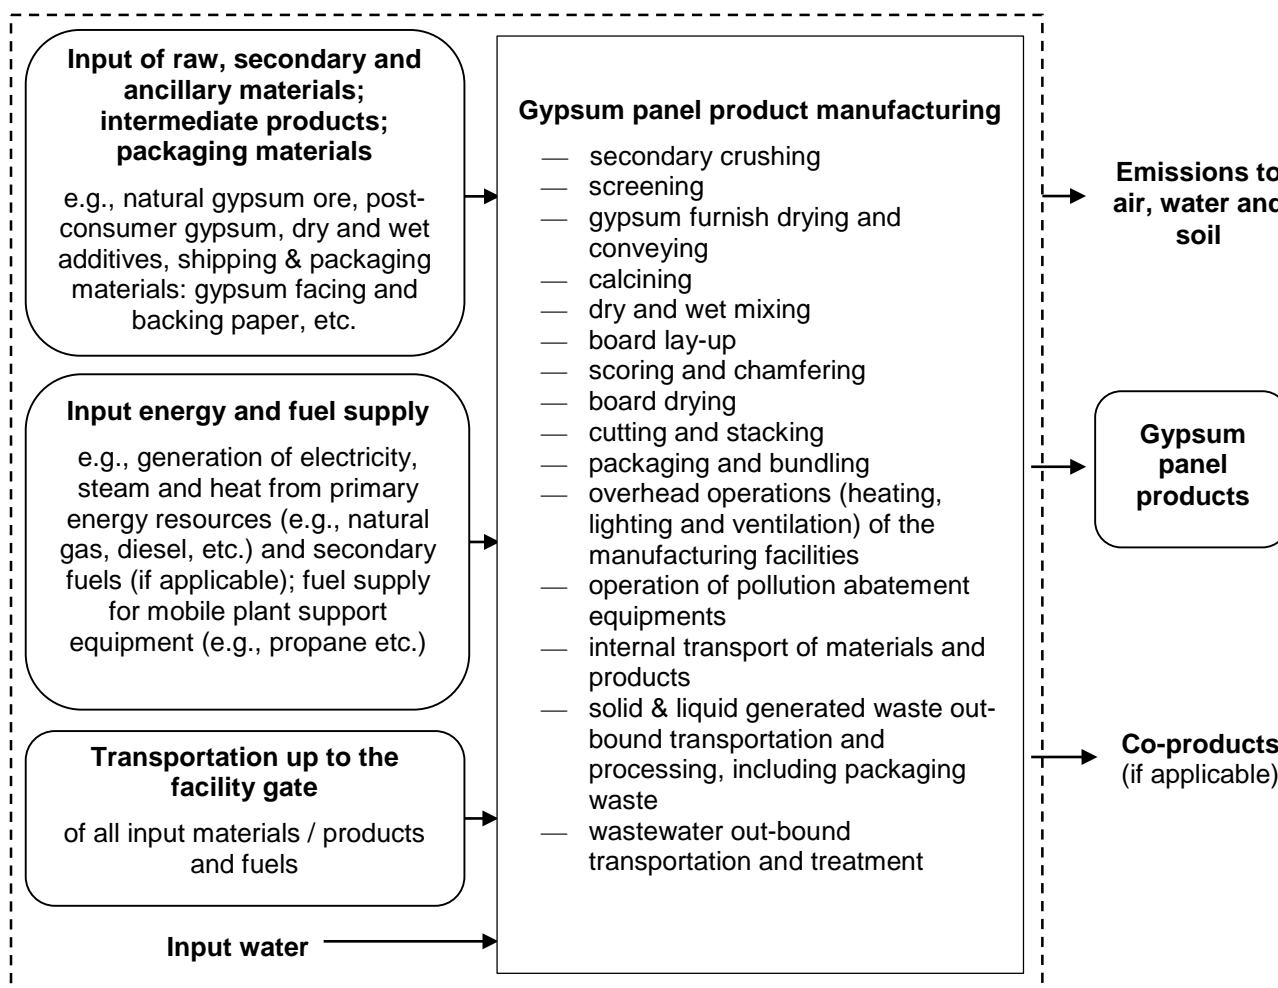 Input of raw, secondary and
ancillary materials;
intermediate products;
packaging materials
e.g., natural gypsum ore, post-
consumer gypsum, dry and wet
additives, shipping & packaging
materials: gypsum facing and
backing paper, etc.
Input energy and fuel supply
e.g., generation of electricity,
steam and heat from primary
energy resources (e.g., natural
gas, diesel, etc.) and secondary
fuels (if applicable); fuel supply
for mobile plant support
equipment (e.g., propane etc.)
Transportation up to the
facility gate
of all input materials / products
and fuels
Input water
Gypsum panel product manufacturing
— secondary crushing
— screening
— gypsum furnish drying and
conveying
— calcining
— dry and wet mixing
— board lay-up
— scoring and chamfering
— board drying
— cutting and stacking
— packaging and bundling
— overhead operations (heating,
lighting and ventilation) of the
manufacturing facilities
— operation of pollution abatement
equipments
— internal transport of materials and
products
— solid & liquid generated waste out-
bound transportation and
processing, including packaging
waste
— wastewater out-bound
transportation and treatment
Emissions to
air, water and
soil
Gypsum
panel
products
Co-products
(if applicable)